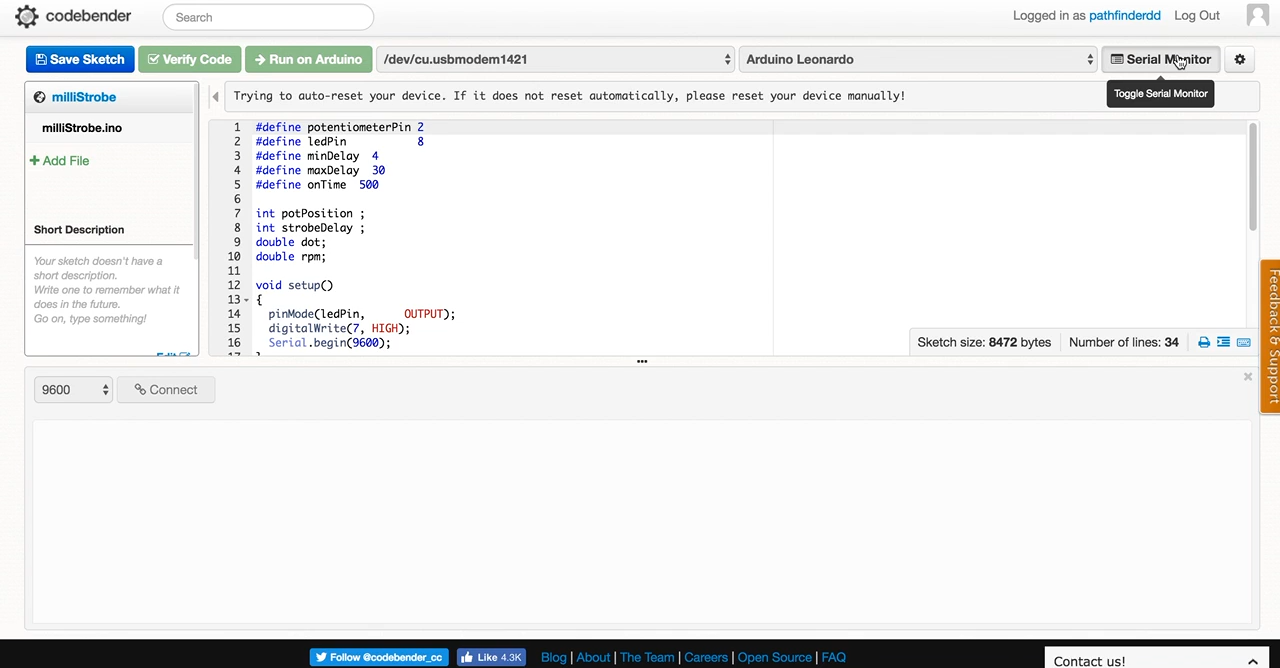 codebender
Search
Logged in as pathfinderdd
Log Out
Save Sketch
Verify Code
Run on Arduino
/dev/cu.usbmodem1421
Arduino Leonardo
Serial Monitor
Toggle Serial Monitor
milliStrobe
milliStrobe.ino
+ Add File
Short Description
Your sketch doesn't have a
short description.
Write one to remember what it
does in the future.
Go on, type something!
Edit
Trying to auto-reset your device. If it does not reset automatically, please reset your device manually!
1 #define potentiometerPin 2
2 #define ledPin 8
3 #define minDelay 4
4 #define maxDelay 30
5 #define onTime 500
6
7 int potPosition ;
8 int strobeDelay ;
9 double dot;
10 double rpm;
11
12 void setup()
13 {
14 pinMode(ledPin, OUTPUT);
15 digitalWrite(7, HIGH);
16 Serial.begin(9600);
17 }
Sketch size: 8472 bytes
Number of lines: 34
Feedback & Support
9600
Connect
Follow @codebender_cc
Like 4.3K
Blog | About | The Team | Careers | Open Source | FAQ
Contact us!